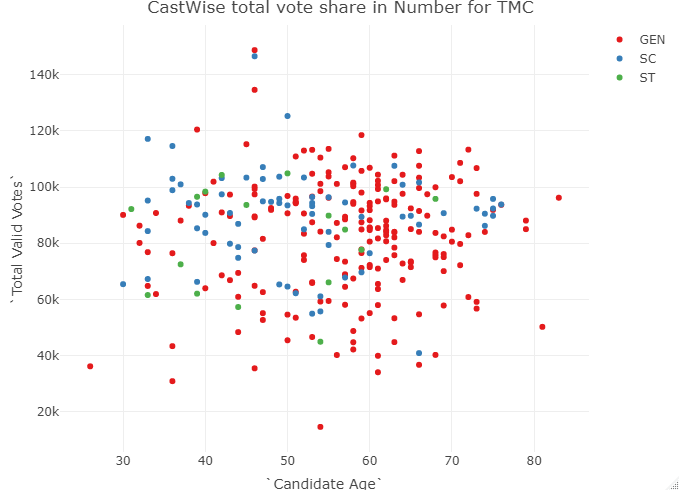 CastWise total vote share in Number for TMC
GEN
SC
ST
140k
120k
100k
80k
60k
40k
20k
`Total Valid Votes`
30 40 50 60 70 80
`Candidate Age`